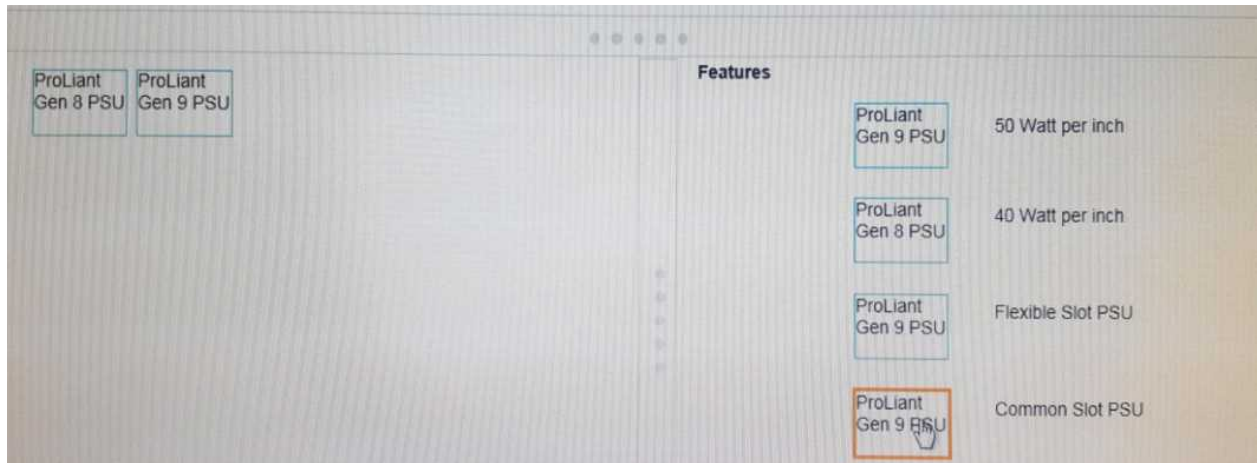 ProLiant
Gen 8 PSU
ProLiant
Gen 9 PSU
Features
ProLiant
Gen 9 PSU
50 Watt per inch
ProLiant
Gen 8 PSU
40 Watt per inch
ProLiant
Gen 9 PSU
Flexible Slot PSU
ProLiant
Gen 9 PSU
Common Slot PSU